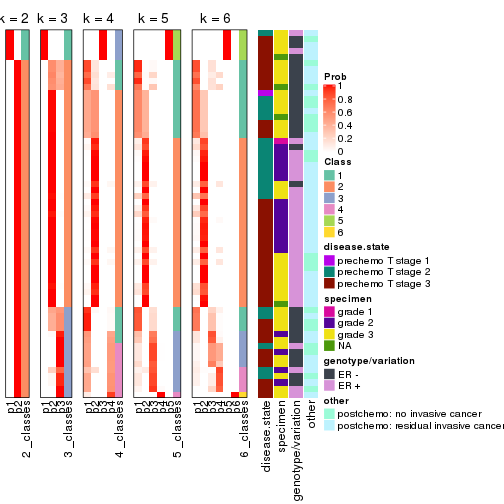 k = 2 k = 3 k = 4 k = 5 k = 6
Prob
1
0.8
0.6
0.4
0.2
0
Class
1
2
3
4
5
6
disease.state
prechemo T stage 1
prechemo T stage 2
prechemo T stage 3
specimen
grade 1
grade 2
grade 3
NA
genotype/variation
ER -
ER +
other
postchemo: no invasive cancer
postchemo: residual invasive cancer
p1
p2
2_classes
p1
p2
p3
3_classes
p1
p2
p3
p4
4_classes
p1
p2
p3
p4
p5
5_classes
p1
p2
p3
p4
p5
p6
6_classes
disease.state
specimen
genotype/variation
other